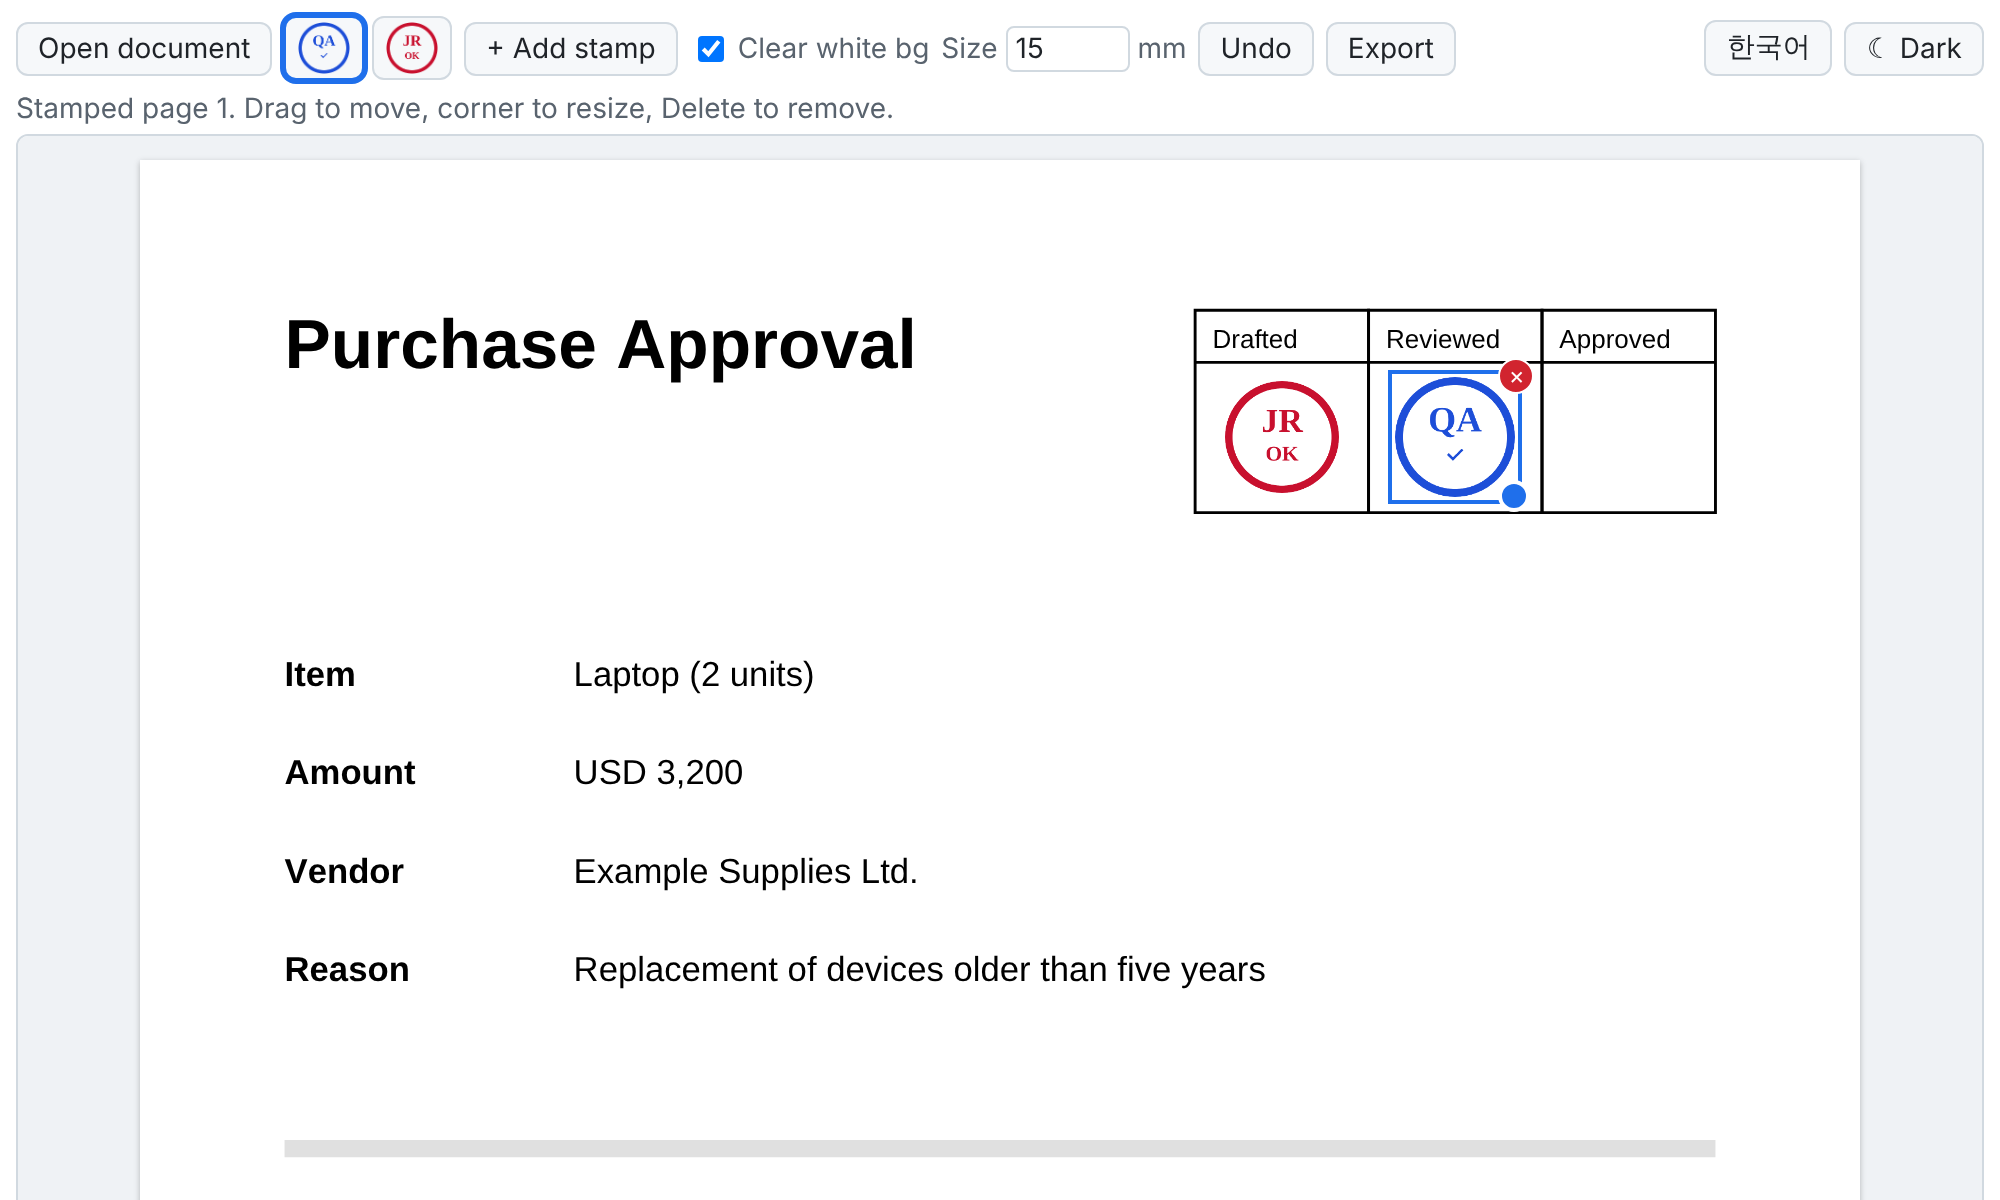 Open document QA ✓ JR OK + Add stamp Clear white bg Size 15 mm Undo Export 한국어 ☾ Dark
Stamped page 1. Drag to move, corner to resize, Delete to remove.
Purchase Approval
Drafted Reviewed Approved
JR QA
OK ✓
Item Laptop (2 units)
Amount USD 3,200
Vendor Example Supplies Ltd.
Reason Replacement of devices older than five years